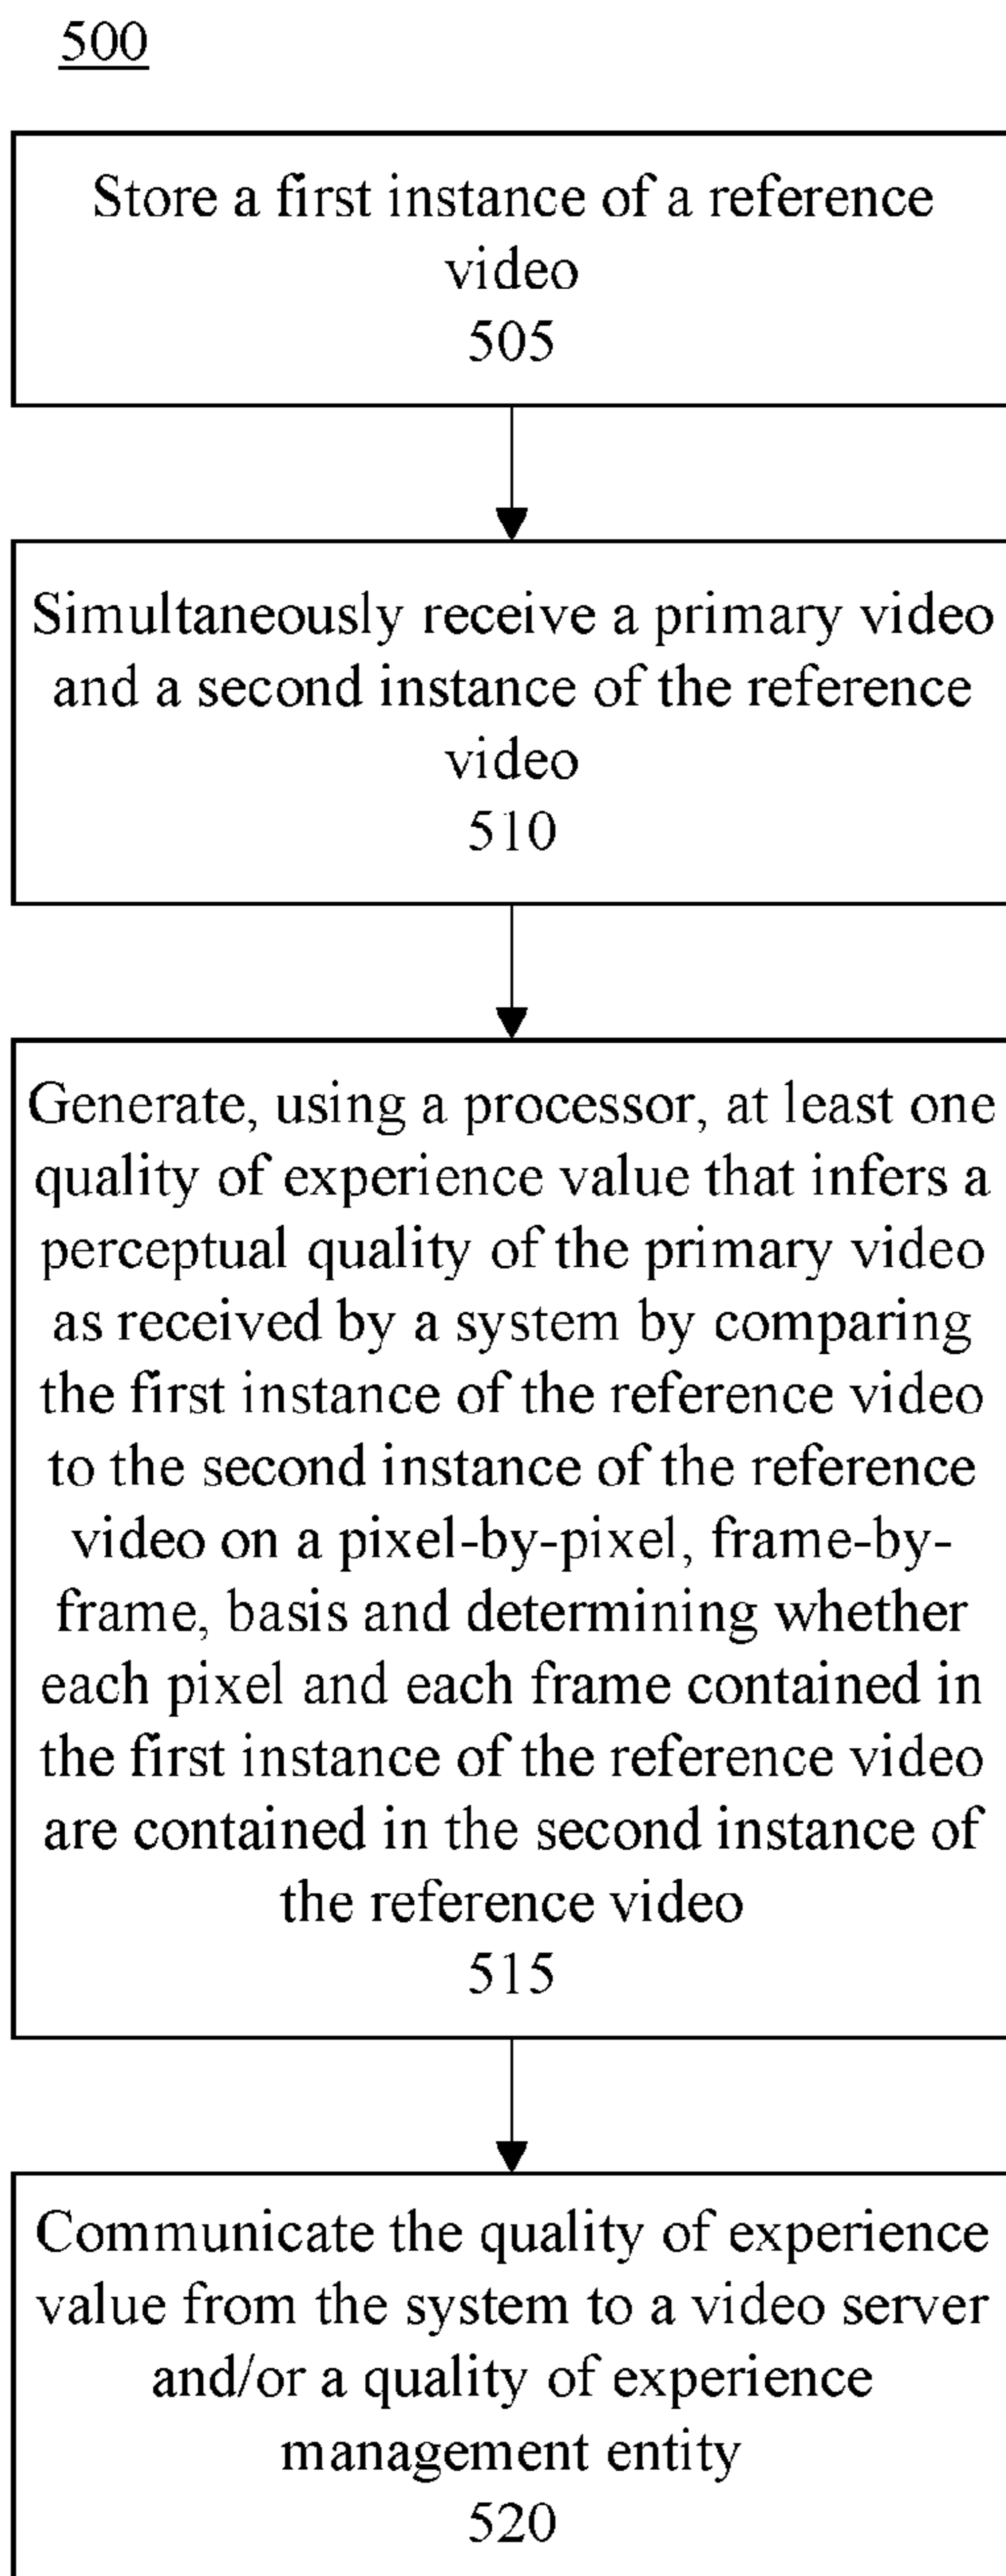 500
Store a first instance of a reference
video
505
Simultaneously receive a primary video
and a second instance of the reference
video
510
Generate, using a processor, at least one
quality of experience value that infers a
perceptual quality of the primary video
as received by a system by comparing
the first instance of the reference video
to the second instance of the reference
video on a pixel-by-pixel, frame-by-
frame, basis and determining whether
each pixel and each frame contained in
the first instance of the reference video
are contained in the second instance of
the reference video
515
Communicate the quality of experience
value from the system to a video server
and/or a quality of experience
management entity
520